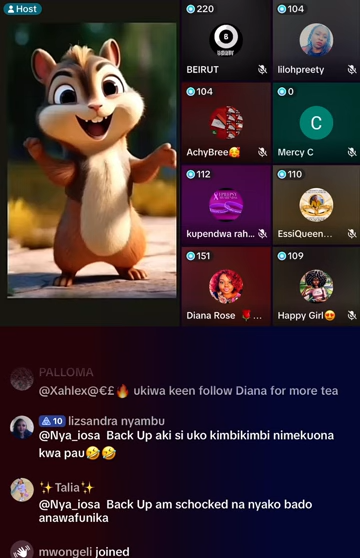 Host
220
104
BEIRUT
lilohpreety
104
0
C
AchyBree🥰
Mercy C
112
110
kupendwa rah...
EssiQueen...
151
109
Diana Rose 🌹...
Happy Girl😍
PALLOMA
@Xahlex@€£🔥 ukiwa keen follow Diana for more tea
10 lizsandra nyambu
@Nya_iosa Back Up aki si uko kimbikimbi nimekuona
kwa pau🤣🤣
✨Talia✨
@Nya_iosa Back Up am schocked na nyako bado
anawafunika
mwongeli joined